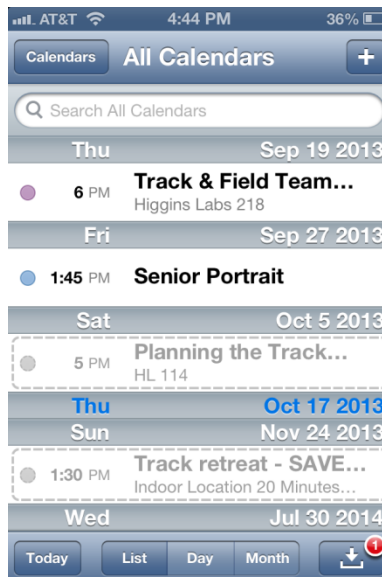 AT&T 4:44 PM 36%
Calendars All Calendars +
Search All Calendars
Thu Sep 19 2013
6 PM Track & Field Team...
Higgins Labs 218
Fri Sep 27 2013
1:45 PM Senior Portrait
Sat Oct 5 2013
5 PM Planning the Track...
HL 114
Thu Oct 17 2013
Sun Nov 24 2013
1:30 PM Track retreat - SAVE...
Indoor Location 20 Minutes...
Wed Jul 30 2014
Today List Day Month 1